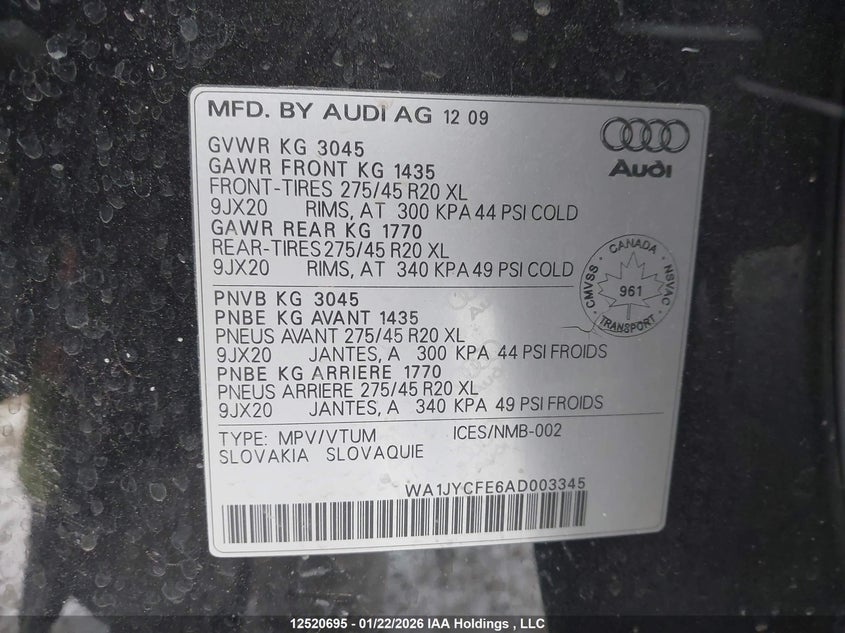 MFD. BY AUDI AG 12 09
Audi
GVWR KG 3045
GAWR FRONT KG 1435
FRONT-TIRES 275/45 R20 XL
9JX20 RIMS, AT 300 KPA 44 PSI COLD
GAWR REAR KG 1770
REAR-TIRES 275/45 R20 XL
9JX20 RIMS, AT 340 KPA 49 PSI COLD
CANADA
CMVSS
NSVAC
961
TRANSPORT
PNVB KG 3045
PNBE KG AVANT 1435
PNEUS AVANT 275/45 R20 XL
9JX20 JANTES, A 300 KPA 44 PSI FROIDS
PNBE KG ARRIERE 1770
PNEUS ARRIERE 275/45 R20 XL
9JX20 JANTES, A 340 KPA 49 PSI FROIDS
TYPE: MPV/VTUM ICES/NMB-002
SLOVAKIA SLOVAQUIE
WA1JYCFE6AD003345
12520695 - 01/22/2026 IAA Holdings , LLC